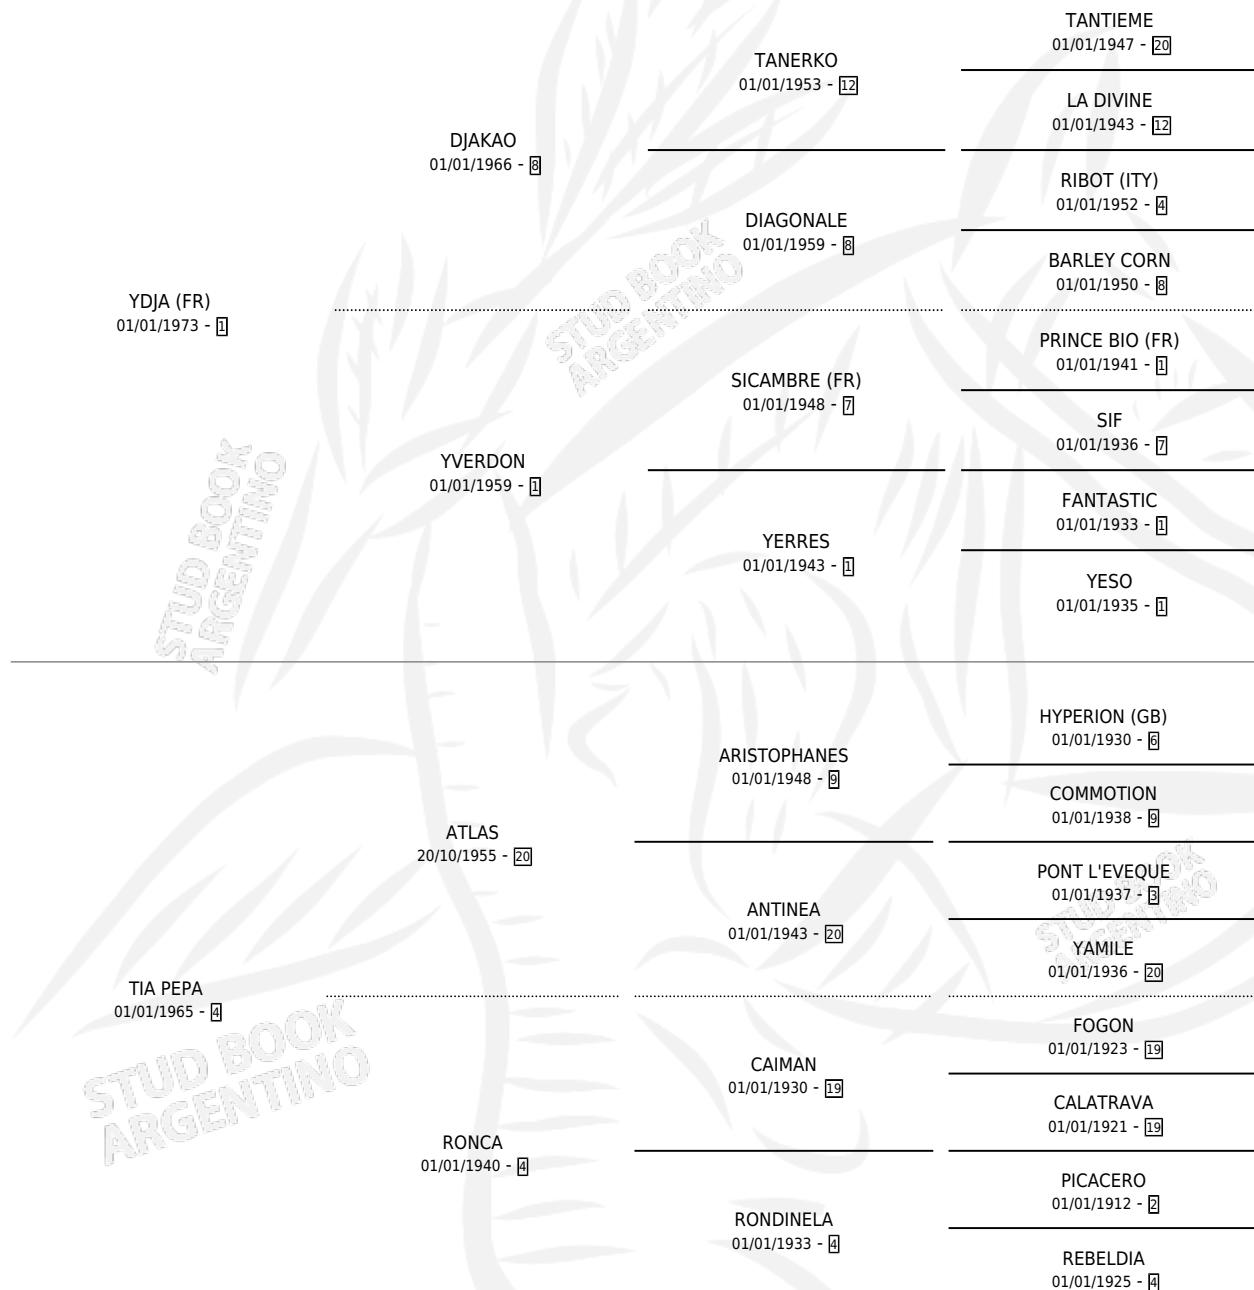 TANTIEME
01/01/1947 - 20
TANERKO
01/01/1953 - 12
LA DIVINE
01/01/1943 - 12
DJAKAO
01/01/1966 - 8
RIBOT (ITY)
01/01/1952 - 4
DIAGONALE
01/01/1959 - 8
BARLEY CORN
01/01/1950 - 8
YDJA (FR)
01/01/1973 - 1
STUD BOOK
ARGENTINO
PRINCE BIO (FR)
01/01/1941 - 1
SICAMBRE (FR)
01/01/1948 - 7
SIF
01/01/1936 - 7
YVERDON
01/01/1959 - 1
FANTASTIC
01/01/1933 - 1
YERRES
01/01/1943 - 1
YESO
01/01/1935 - 1
STUD BOOK
ARGENTINO
HYPERION (GB)
01/01/1930 - 6
ARISTOPHANES
01/01/1948 - 9
COMMOTION
01/01/1938 - 9
ATLAS
20/10/1955 - 20
PONT L'EVEQUE
01/01/1937 - 3
ANTINEA
01/01/1943 - 20
YAMILE
01/01/1936 - 20
STUD BOOK
ARGENTINO
TIA PEPA
01/01/1965 - 4
FOGON
01/01/1923 - 19
CAIMAN
01/01/1930 - 19
CALATRAVA
01/01/1921 - 19
STUD BOOK
ARGENTINO
RONCA
01/01/1940 - 4
PICACERO
01/01/1912 - 2
RONDINELA
01/01/1933 - 4
REBELDIA
01/01/1925 - 4